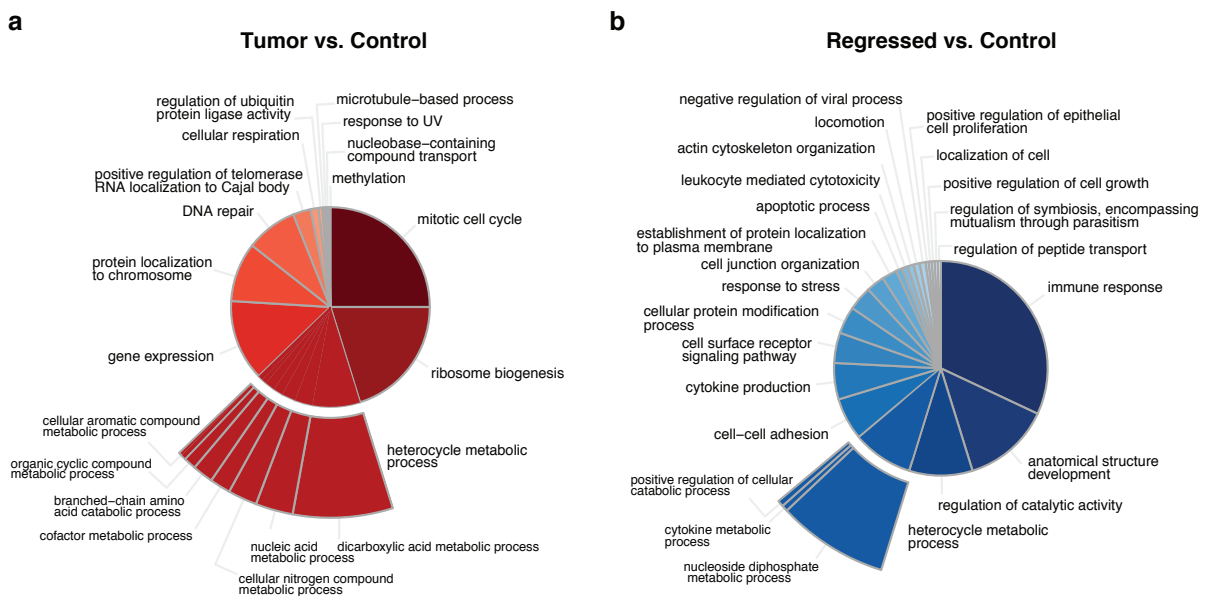 a
Tumor vs. Control
regulation of ubiquitin
protein ligase activity
cellular respiration
positive regulation of telomerase
RNA localization to Cajal body
DNA repair
protein localization
to chromosome
gene expression
microtubule−based process
response to UV
nucleobase−containing
compound transport
methylation
mitotic cell cycle
ribosome biogenesis
heterocycle metabolic
process
cellular aromatic compound
metabolic process
organic cyclic compound
metabolic process
branched−chain amino
acid catabolic process
cofactor metabolic process
nucleic acid
metabolic process
dicarboxylic acid metabolic process
cellular nitrogen compound
metabolic process
b
Regressed vs. Control
negative regulation of viral process
locomotion
actin cytoskeleton organization
leukocyte mediated cytotoxicity
apoptotic process
establishment of protein localization
to plasma membrane
cell junction organization
response to stress
cellular protein modification
process
cell surface receptor
signaling pathway
cytokine production
cell−cell adhesion
positive regulation of epithelial
cell proliferation
localization of cell
positive regulation of cell growth
regulation of symbiosis, encompassing
mutualism through parasitism
regulation of peptide transport
immune response
anatomical structure
development
regulation of catalytic activity
heterocycle metabolic
process
positive regulation of cellular
catabolic process
cytokine metabolic
process
nucleoside diphosphate
metabolic process